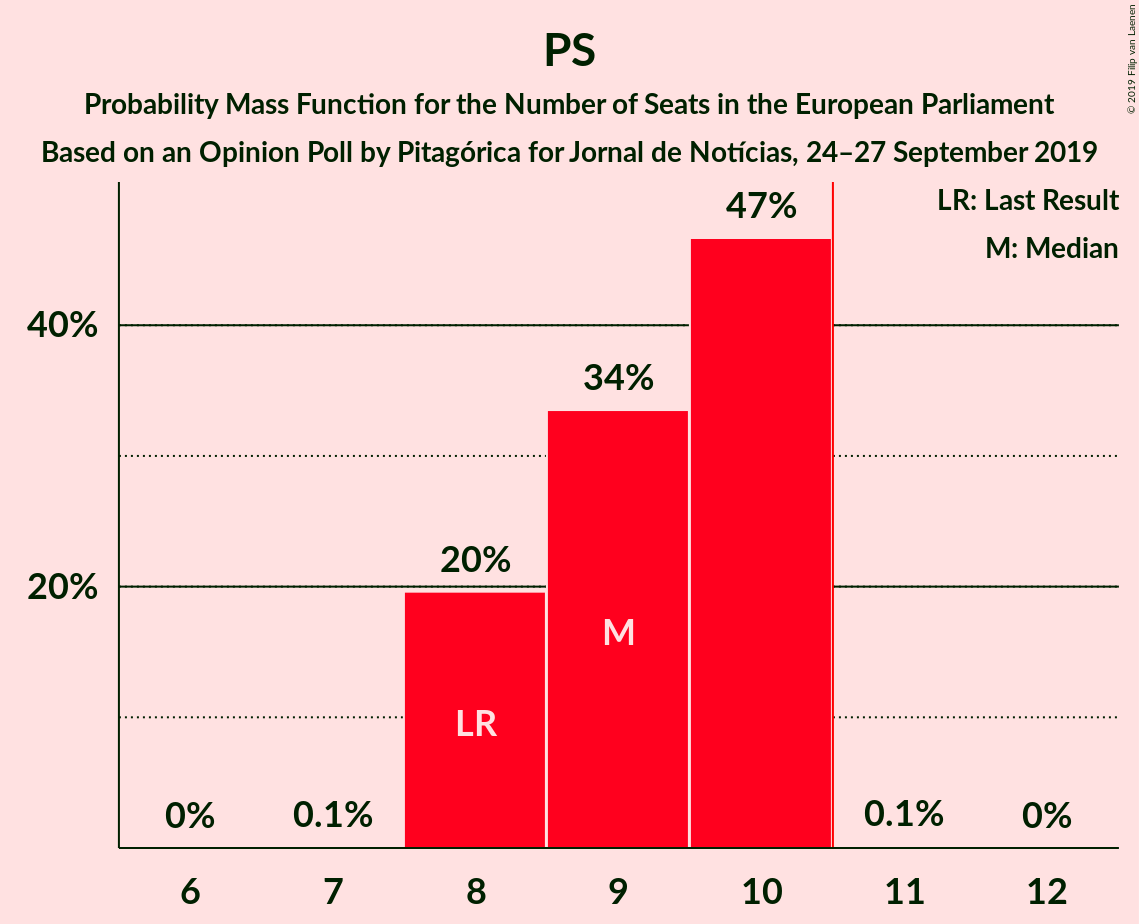 PS
Probability Mass Function for the Number of Seats in the European Parliament
Based on an Opinion Poll by Pitagórica for Jornal de Notícias, 24–27 September 2019
© 2019 Filip van Laenen
LR: Last Result
M: Median
47%
40%
34%
20%
20%
M
LR
0%
0.1%
0.1%
0%
6
7
8
9
10
11
12